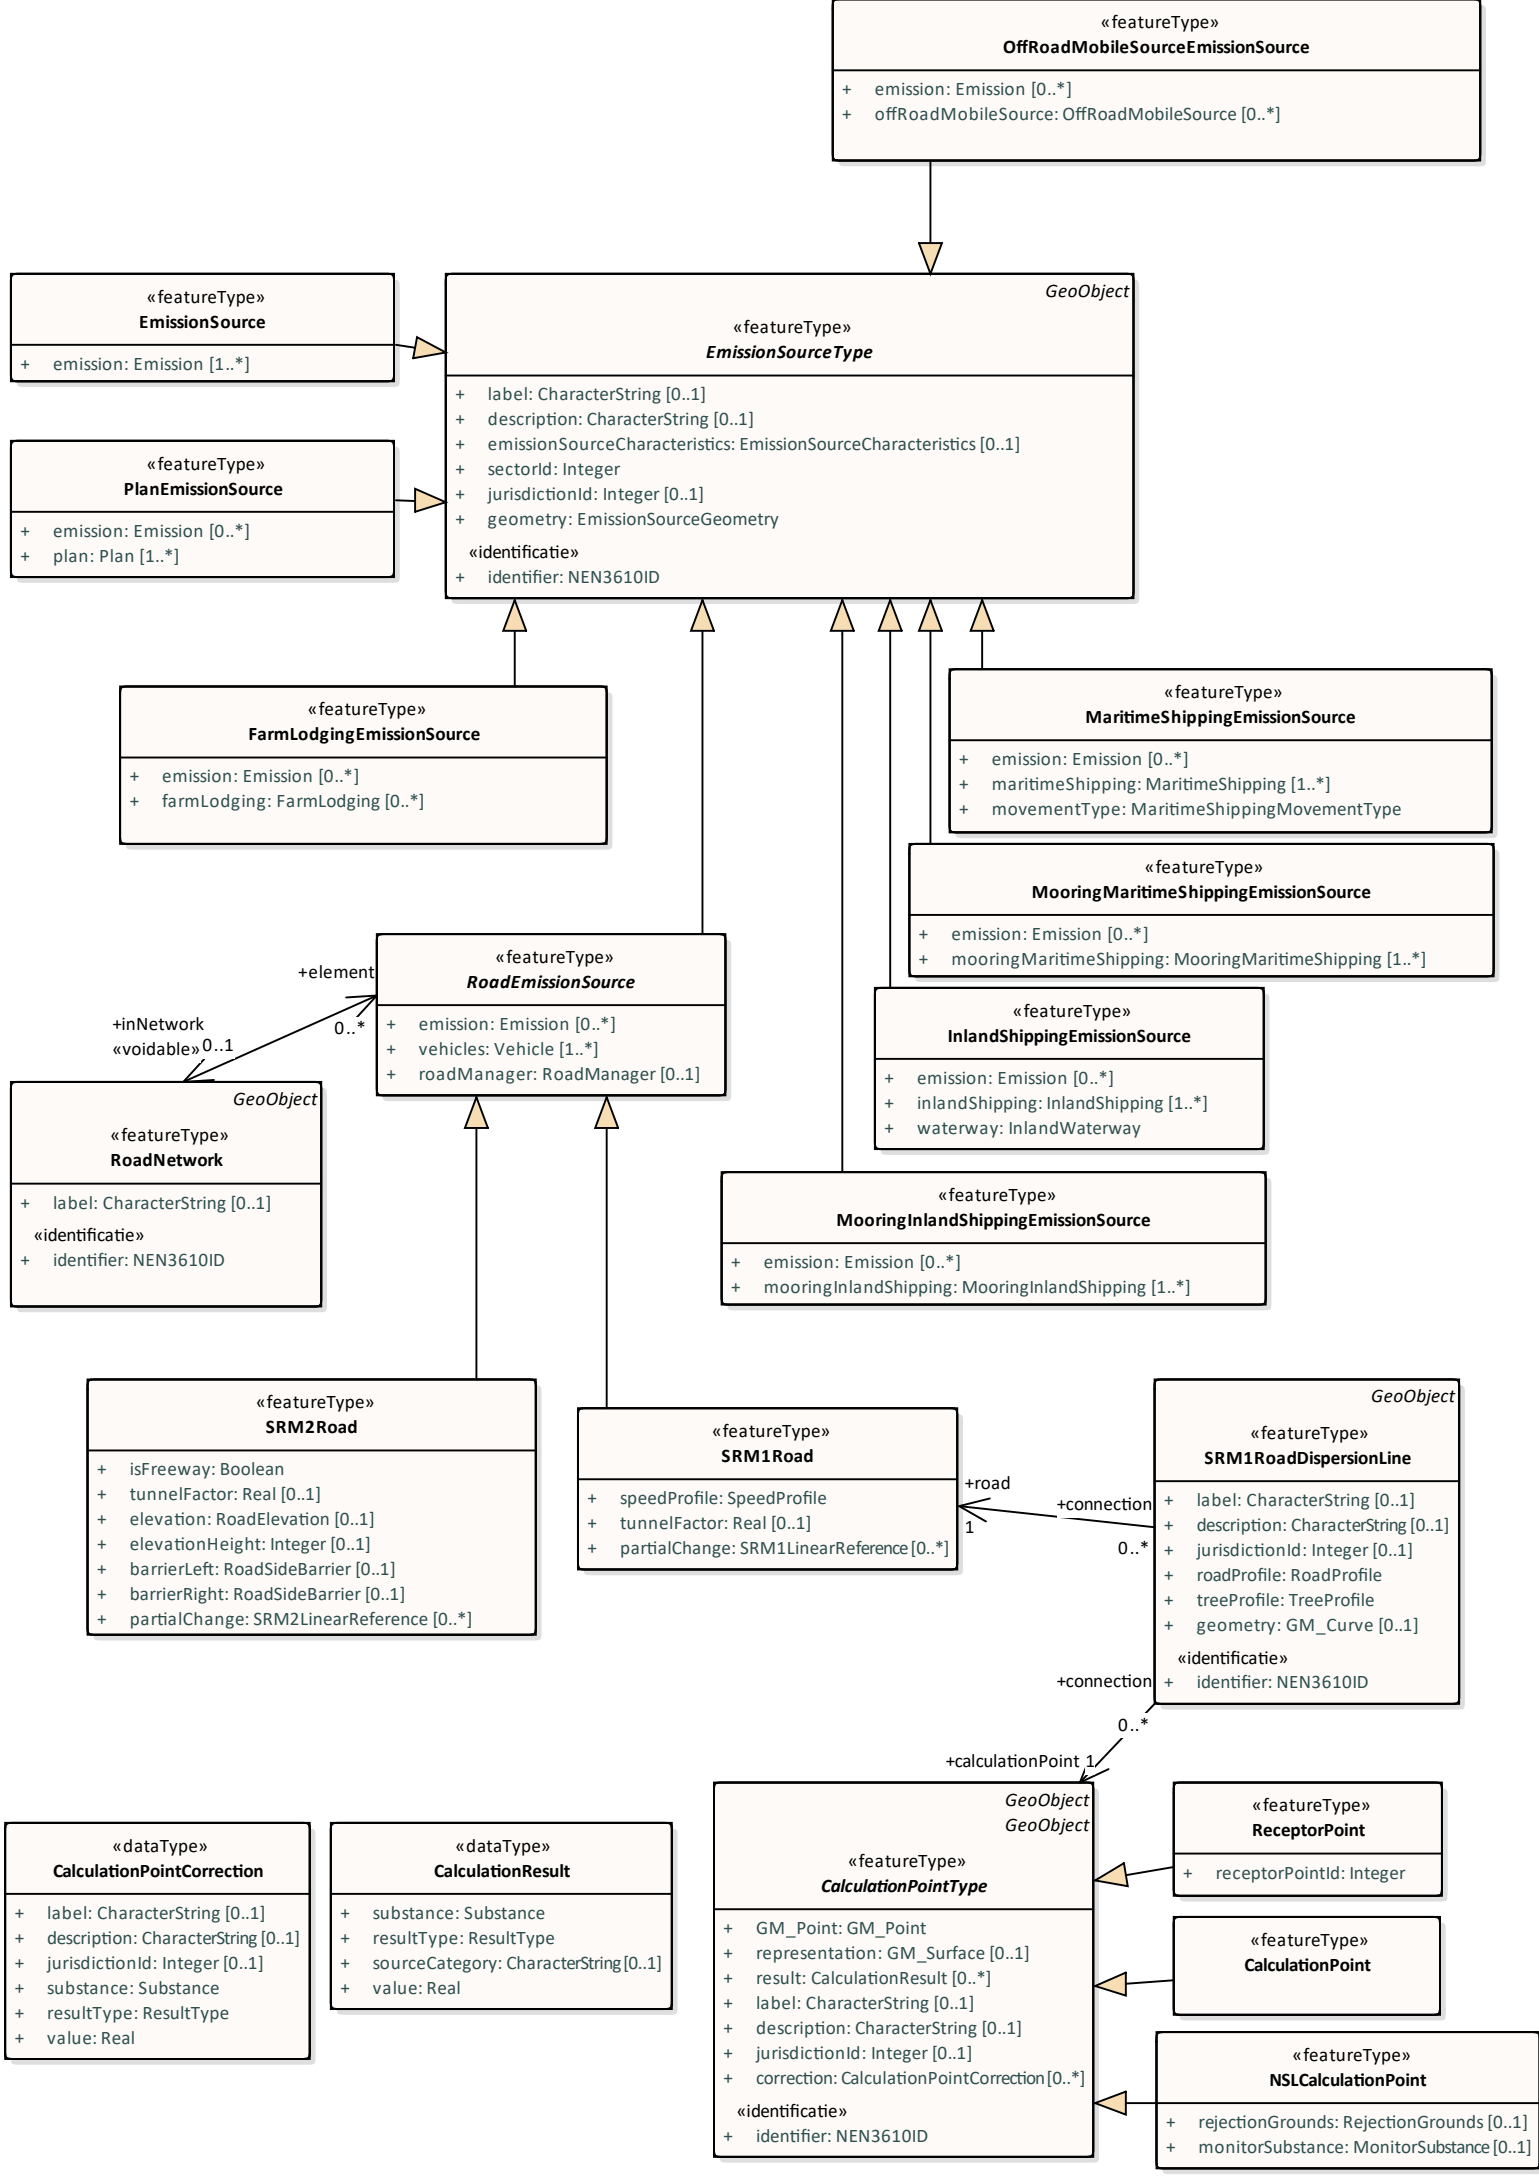 «featureType»
OffRoadMobileSourceEmissionSource
+ emission: Emission [0..*]
+ offRoadMobileSource: OffRoadMobileSource [0..*]
«featureType»
EmissionSource
+ emission: Emission [1..*]
GeoObject
«featureType»
EmissionSourceType
+ label: CharacterString [0..1]
+ description: CharacterString [0..1]
+ emissionSourceCharacteristics: EmissionSourceCharacteristics [0..1]
+ sectorId: Integer
+ jurisdictionId: Integer [0..1]
+ geometry: EmissionSourceGeometry
«identificatie»
+ identifier: NEN3610ID
«featureType»
PlanEmissionSource
+ emission: Emission [0..*]
+ plan: Plan [1..*]
«featureType»
FarmLodgingEmissionSource
+ emission: Emission [0..*]
+ farmLodging: FarmLodging [0..*]
«featureType»
MaritimeShippingEmissionSource
+ emission: Emission [0..*]
+ maritimeShipping: MaritimeShipping [1..*]
+ movementType: MaritimeShippingMovementType
«featureType»
MooringMaritimeShippingEmissionSource
+ emission: Emission [0..*]
+ mooringMaritimeShipping: MooringMaritimeShipping [1..*]
«featureType»
RoadEmissionSource
+ emission: Emission [0..*]
+ vehicles: Vehicle [1..*]
+ roadManager: RoadManager [0..1]
+element
0..*
+inNetwork
«voidable»
0..1
«featureType»
InlandShippingEmissionSource
+ emission: Emission [0..*]
+ inlandShipping: InlandShipping [1..*]
+ waterway: InlandWaterway
GeoObject
«featureType»
RoadNetwork
+ label: CharacterString [0..1]
«identificatie»
+ identifier: NEN3610ID
«featureType»
MooringInlandShippingEmissionSource
+ emission: Emission [0..*]
+ mooringInlandShipping: MooringInlandShipping [1..*]
«featureType»
SRM2Road
+ isFreeway: Boolean
+ tunnelFactor: Real [0..1]
+ elevation: RoadElevation [0..1]
+ elevationHeight: Integer [0..1]
+ barrierLeft: RoadSideBarrier [0..1]
+ barrierRight: RoadSideBarrier [0..1]
+ partialChange: SRM2LinearReference [0..*]
«featureType»
SRM1Road
+ speedProfile: SpeedProfile
+ tunnelFactor: Real [0..1]
+ partialChange: SRM1LinearReference [0..*]
+road
1
+connection
0..*
GeoObject
«featureType»
SRM1RoadDispersionLine
+ label: CharacterString [0..1]
+ description: CharacterString [0..1]
+ jurisdictionId: Integer [0..1]
+ roadProfile: RoadProfile
+ treeProfile: TreeProfile
+ geometry: GM_Curve [0..1]
«identificatie»
+ identifier: NEN3610ID
+connection
0..*
+calculationPoint 1
«dataType»
CalculationPointCorrection
+ label: CharacterString [0..1]
+ description: CharacterString [0..1]
+ jurisdictionId: Integer [0..1]
+ substance: Substance
+ resultType: ResultType
+ value: Real
«dataType»
CalculationResult
+ substance: Substance
+ resultType: ResultType
+ sourceCategory: CharacterString [0..1]
+ value: Real
GeoObject
GeoObject
«featureType»
CalculationPointType
+ GM_Point: GM_Point
+ representation: GM_Surface [0..1]
+ result: CalculationResult [0..*]
+ label: CharacterString [0..1]
+ description: CharacterString [0..1]
+ jurisdictionId: Integer [0..1]
+ correction: CalculationPointCorrection [0..*]
«identificatie»
+ identifier: NEN3610ID
«featureType»
ReceptorPoint
+ receptorPointId: Integer
«featureType»
CalculationPoint
«featureType»
NSLCalculationPoint
+ rejectionGrounds: RejectionGrounds [0..1]
+ monitorSubstance: MonitorSubstance [0..1]